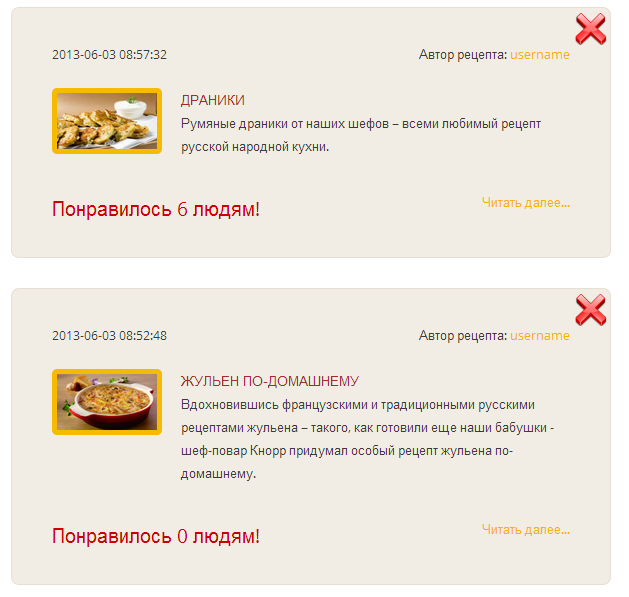 2013-06-03 08:57:32 Автор рецепта: username
ДРАНИКИ
Румяные драники от наших шефов – всеми любимый рецепт
русской народной кухни.
Понравилось 6 людям! Читать далее...
2013-06-03 08:52:48 Автор рецепта: username
ЖУЛЬЕН ПО-ДОМАШНЕМУ
Вдохновившись французскими и традиционными русскими
рецептами жульена – такого, как готовили еще наши бабушки -
шеф-повар Кнорр придумал особый рецепт жульена по-
домашнему.
Понравилось 0 людям! Читать далее...